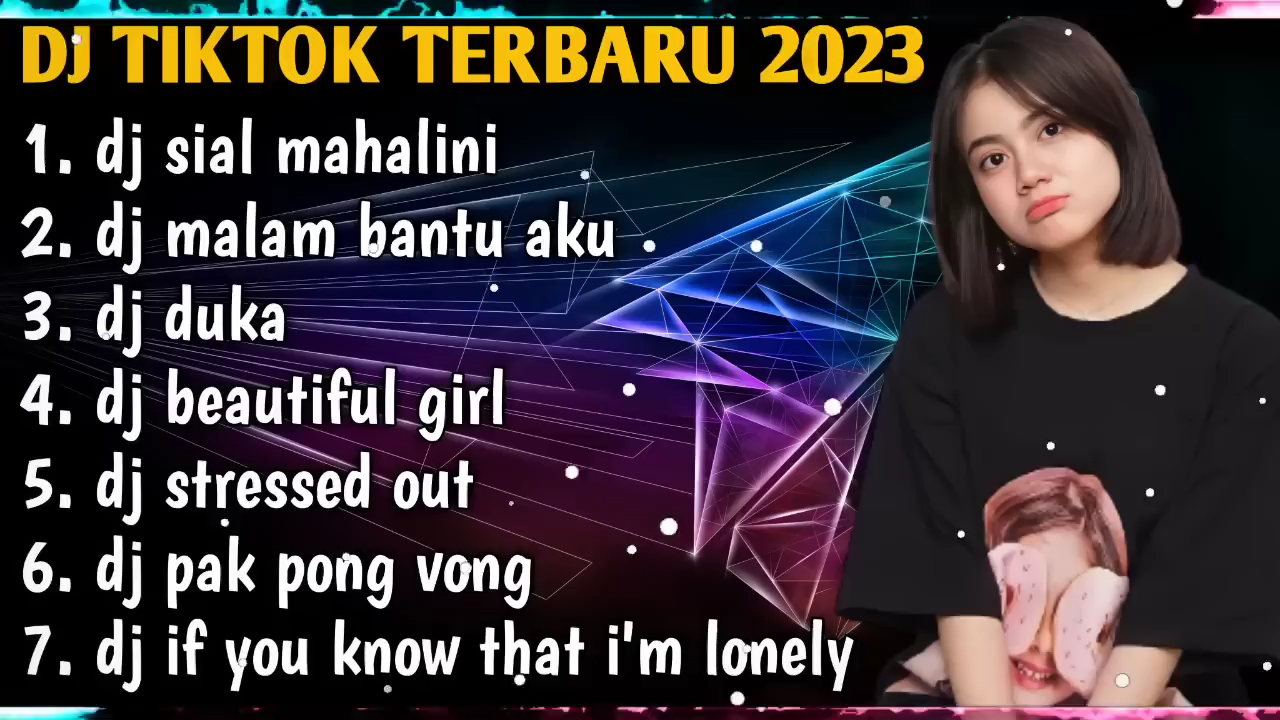 DJ TIKTOK TERBARU 2023
1. dj sial mahalini
2. dj malam bantu aku
3. dj duka
4. dj beautiful girl
5. dj stressed out
6. dj pak pong vong
7. dj if you know that i'm lonely